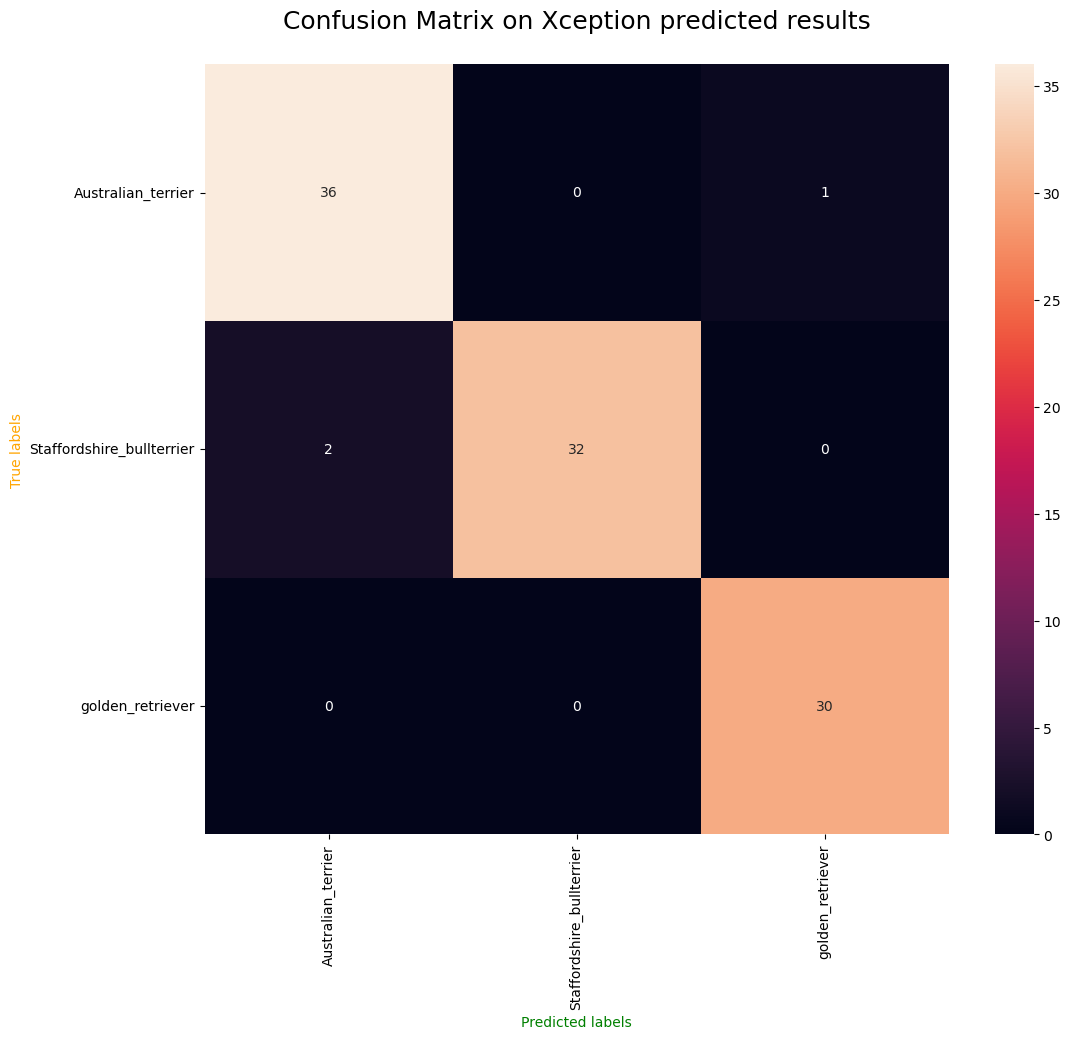 Confusion Matrix on Xception predicted results
Australian_terrier
Staffordshire_bullterrier
golden_retriever
True labels
36
0
1
2
32
0
0
0
30
Australian_terrier
Staffordshire_bullterrier
golden_retriever
Predicted labels
35
30
25
20
15
10
5
0